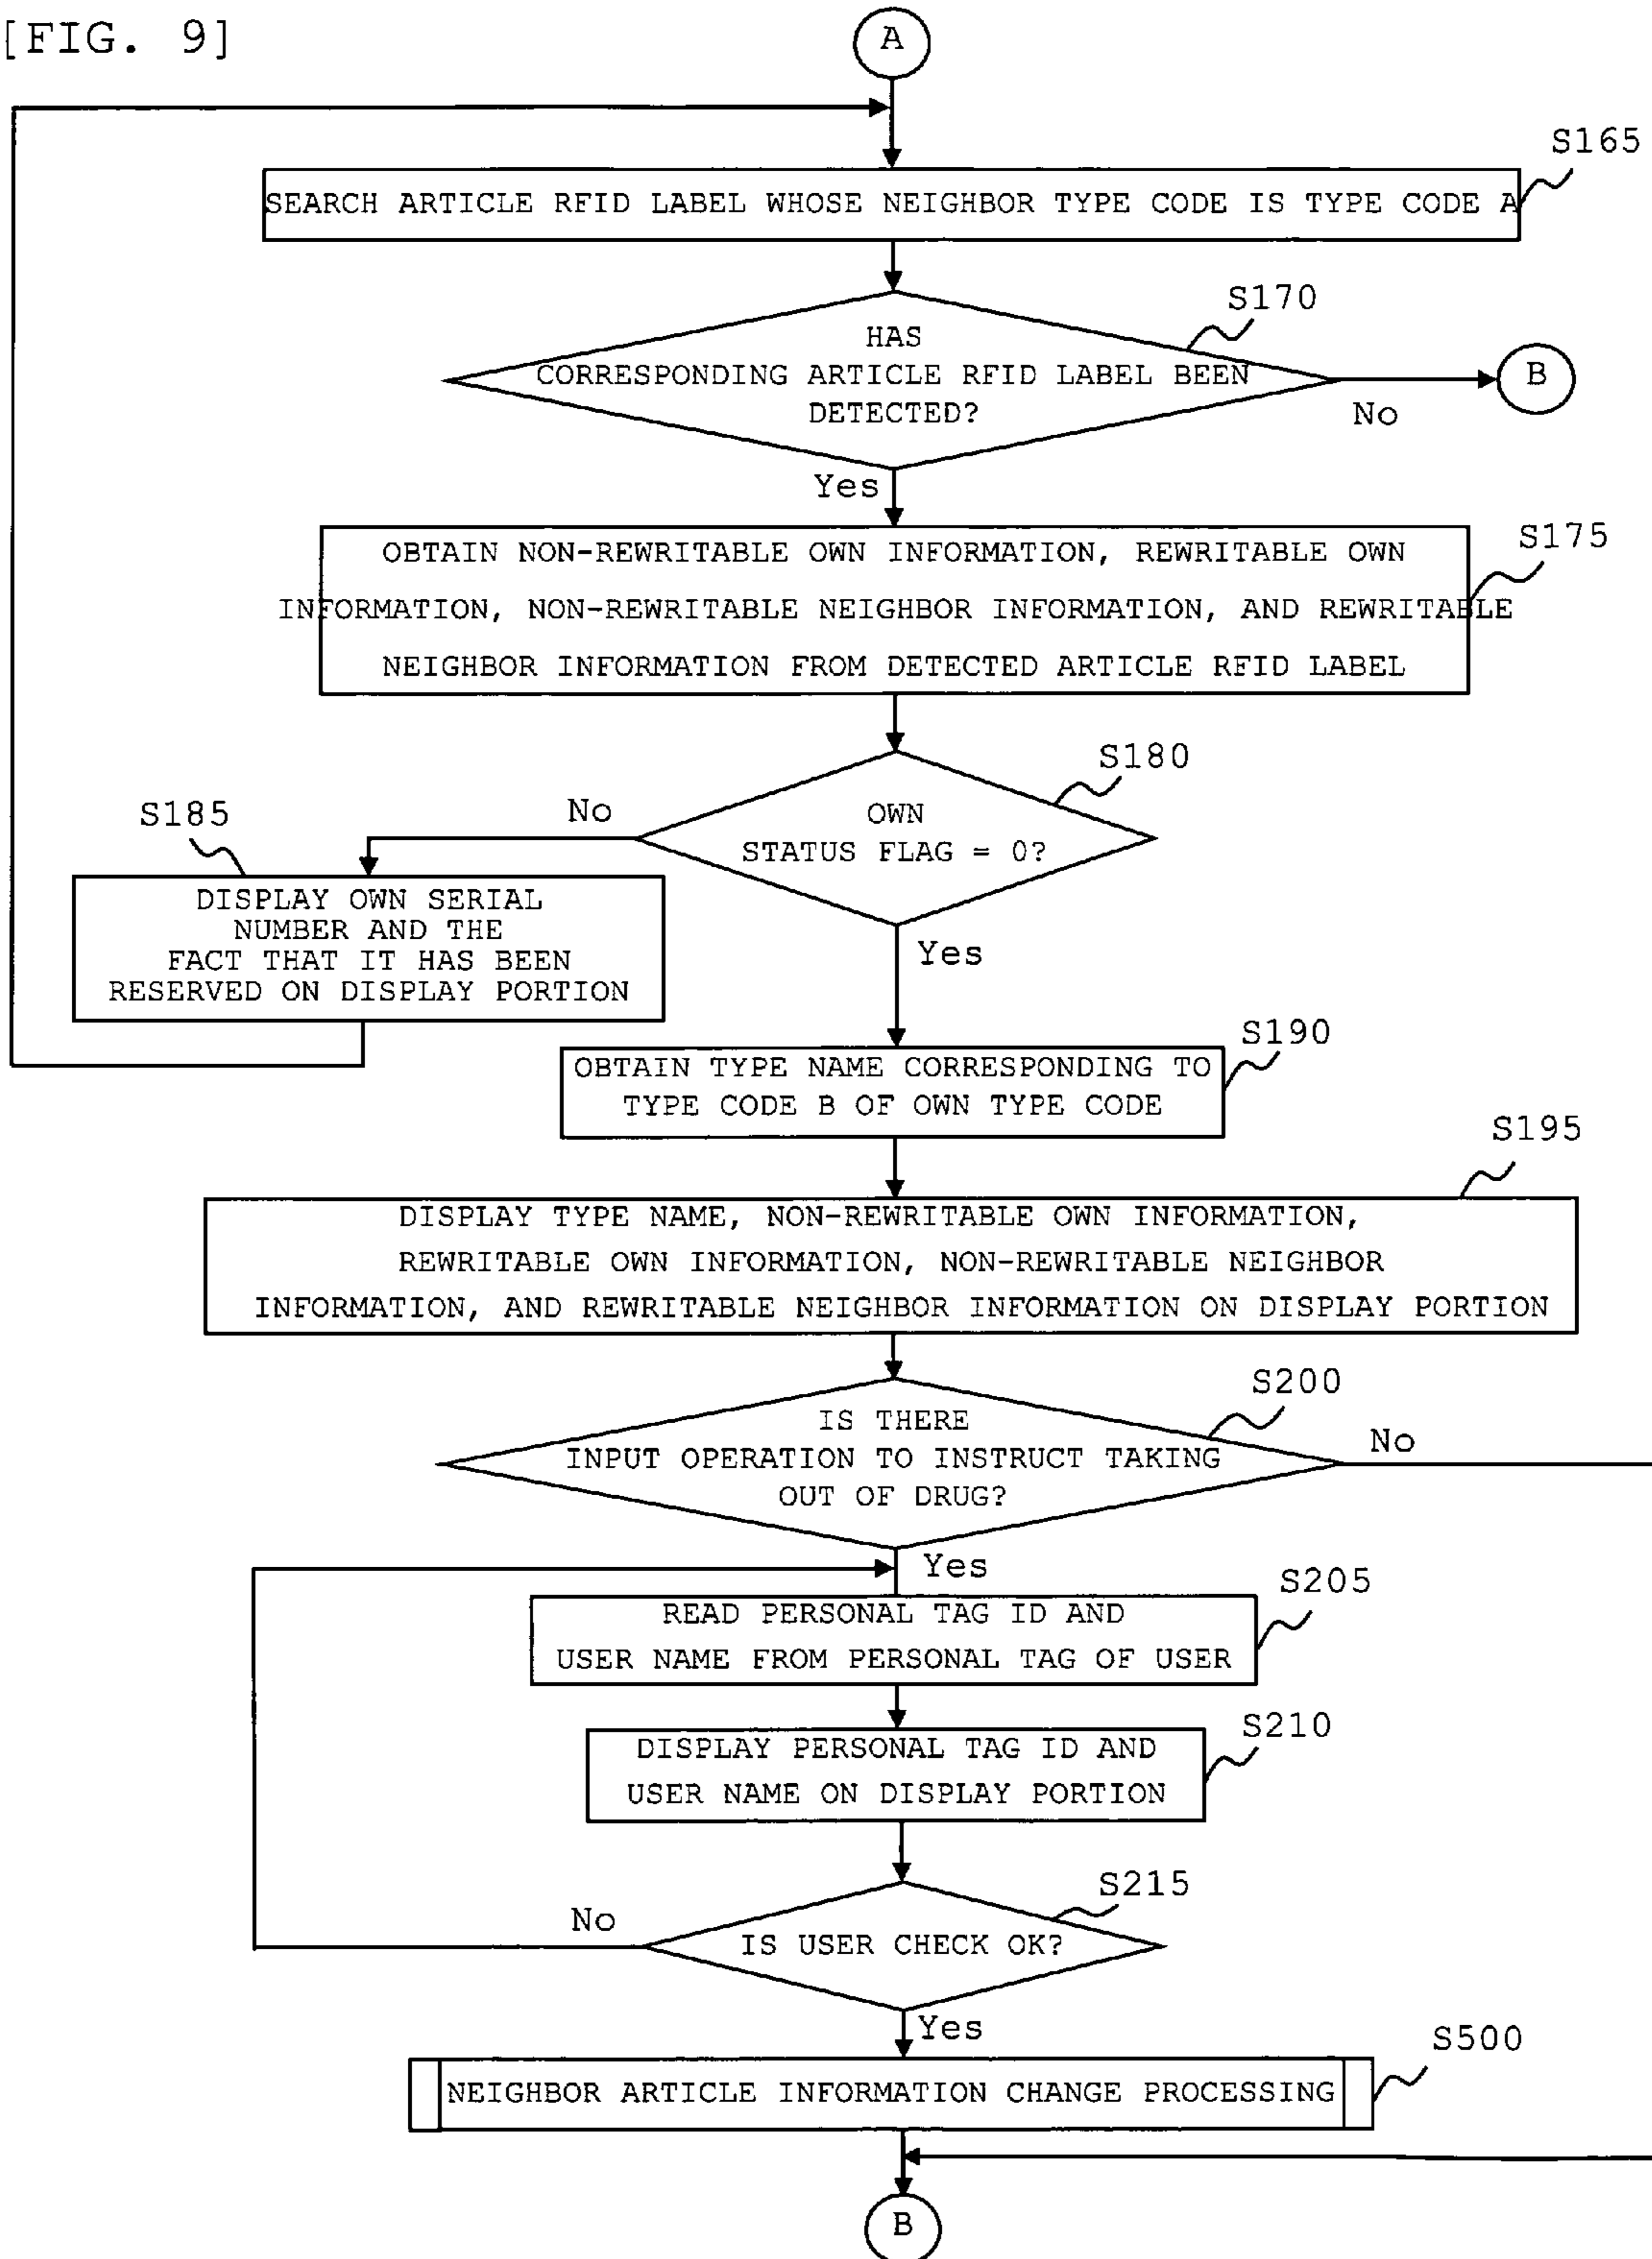 [FIG. 9]
A
S165
SEARCH ARTICLE RFID LABEL WHOSE NEIGHBOR TYPE CODE IS TYPE CODE A
S170
HAS
CORRESPONDING ARTICLE RFID LABEL BEEN
DETECTED?
B
No
Yes
S175
OBTAIN NON-REWRITABLE OWN INFORMATION, REWRITABLE OWN
INFORMATION, NON-REWRITABLE NEIGHBOR INFORMATION, AND REWRITABLE
NEIGHBOR INFORMATION FROM DETECTED ARTICLE RFID LABEL
S180
OWN
STATUS FLAG = 0?
No
S185
DISPLAY OWN SERIAL
NUMBER AND THE
FACT THAT IT HAS BEEN
RESERVED ON DISPLAY PORTION
Yes
S190
OBTAIN TYPE NAME CORRESPONDING TO
TYPE CODE B OF OWN TYPE CODE
S195
DISPLAY TYPE NAME, NON-REWRITABLE OWN INFORMATION,
REWRITABLE OWN INFORMATION, NON-REWRITABLE NEIGHBOR
INFORMATION, AND REWRITABLE NEIGHBOR INFORMATION ON DISPLAY PORTION
S200
IS THERE
INPUT OPERATION TO INSTRUCT TAKING
OUT OF DRUG?
No
Yes
S205
READ PERSONAL TAG ID AND
USER NAME FROM PERSONAL TAG OF USER
S210
DISPLAY PERSONAL TAG ID AND
USER NAME ON DISPLAY PORTION
S215
IS USER CHECK OK?
No
Yes
S500
NEIGHBOR ARTICLE INFORMATION CHANGE PROCESSING
B